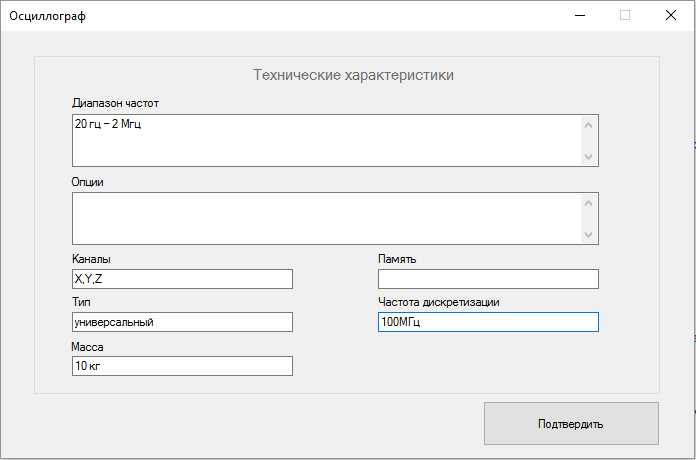 Осциллограф
Технические характеристики
Диапазон частот
20 гц – 2 Мгц
Опции
Каналы
Память
X,Y,Z
Тип
Частота дискретизации
универсальный
100МГц
Масса
10 кг
Подтвердить